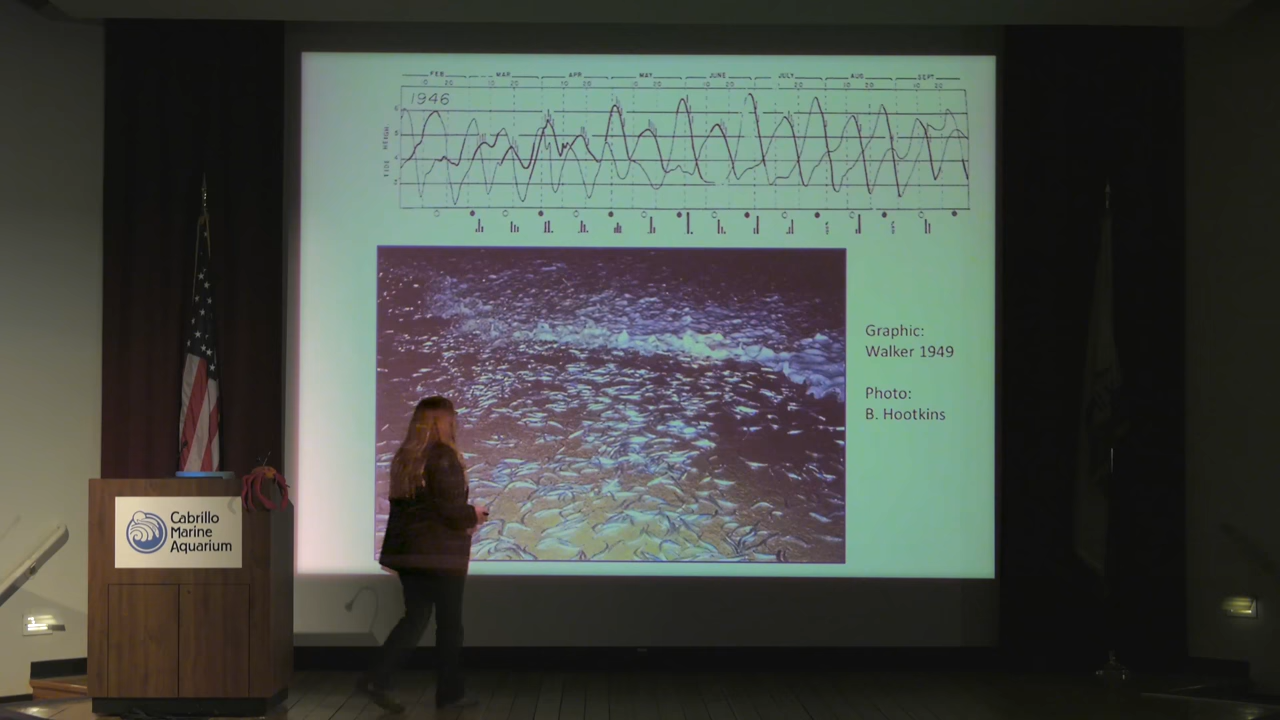 FEB MAR APR MAY JUNE JULY AUG SEPT
1946
Graphic:
Walker 1949
Photo:
B. Hootkins
Cabrillo
Marine
Aquarium